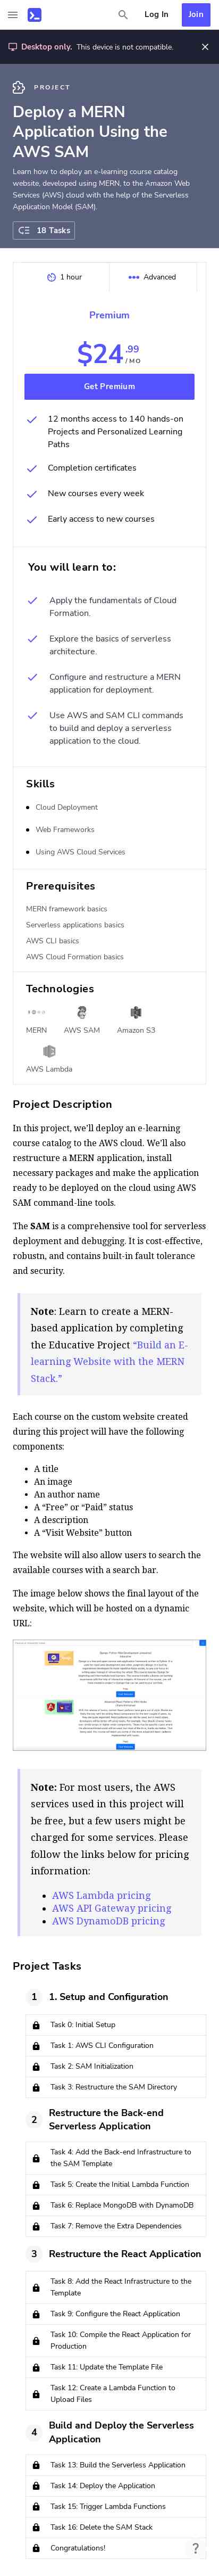 Log In
Join
Desktop only. This device is not compatible.
PROJECT
Deploy a MERN
Application Using the
AWS SAM
Learn how to deploy an e-learning course catalog
website, developed using MERN, to the Amazon Web
Services (AWS) cloud with the help of the Serverless
Application Model (SAM).
18 Tasks
1 hour
Advanced
Premium
$24.99
/ MO
Get Premium
12 months access to 140 hands-on
Projects and Personalized Learning
Paths
Completion certificates
New courses every week
Early access to new courses
You will learn to:
Apply the fundamentals of Cloud
Formation.
Explore the basics of serverless
architecture.
Configure and restructure a MERN
application for deployment.
Use AWS and SAM CLI commands
to build and deploy a serverless
application to the cloud.
Skills
Cloud Deployment
Web Frameworks
Using AWS Cloud Services
Prerequisites
MERN framework basics
Serverless applications basics
AWS CLI basics
AWS Cloud Formation basics
Technologies
MERN
AWS SAM
Amazon S3
AWS Lambda
Project Description
In this project, we’ll deploy an e-learning
course catalog to the AWS cloud. We’ll also
restructure a MERN application, install
necessary packages and make the application
ready to be deployed on the cloud using AWS
SAM command-line tools.
The SAM is a comprehensive tool for serverless
deployment and debugging. It is cost-effective,
robustn, and contains built-in fault tolerance
and security.
Note: Learn to create a MERN-
based application by completing
the Educative Project “Build an E-
learning Website with the MERN
Stack.”
Each course on the custom website created
during this project will have the following
components:
• A title
• An image
• An author name
• A “Free” or “Paid” status
• A description
• A “Visit Website” button
The website will also allow users to search the
available courses with a search bar.
The image below shows the final layout of the
website, which will be hosted on a dynamic
URL:
Note: For most users, the AWS
services used in this project will
be free, but a few users might be
charged for some services. Please
follow the links below for pricing
information:
• AWS Lambda pricing
• AWS API Gateway pricing
• AWS DynamoDB pricing
Project Tasks
1 1. Setup and Configuration
Task 0: Initial Setup
Task 1: AWS CLI Configuration
Task 2: SAM Initialization
Task 3: Restructure the SAM Directory
2 Restructure the Back-end
Serverless Application
Task 4: Add the Back-end Infrastructure to
the SAM Template
Task 5: Create the Initial Lambda Function
Task 6: Replace MongoDB with DynamoDB
Task 7: Remove the Extra Dependencies
3 Restructure the React Application
Task 8: Add the React Infrastructure to the
Template
Task 9: Configure the React Application
Task 10: Compile the React Application for
Production
Task 11: Update the Template File
Task 12: Create a Lambda Function to
Upload Files
4 Build and Deploy the Serverless
Application
Task 13: Build the Serverless Application
Task 14: Deploy the Application
Task 15: Trigger Lambda Functions
Task 16: Delete the SAM Stack
Congratulations!
?